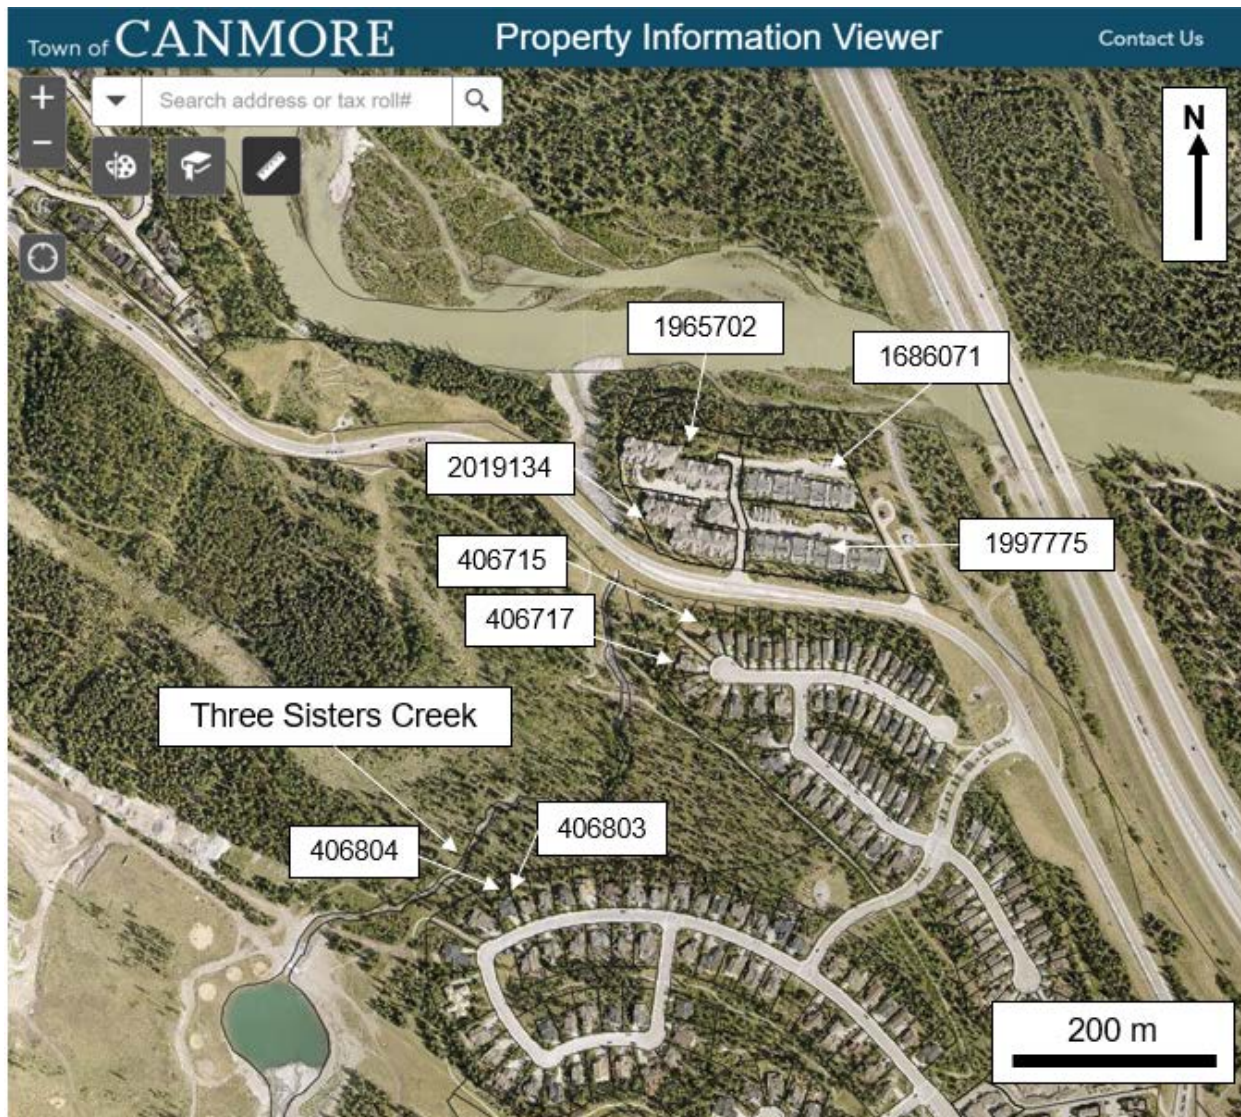 Town of CANMORE Property Information Viewer Contact Us
+
Search address or tax roll#
−
N
1965702
1686071
2019134
1997775
406715
406717
Three Sisters Creek
406803
406804
200 m